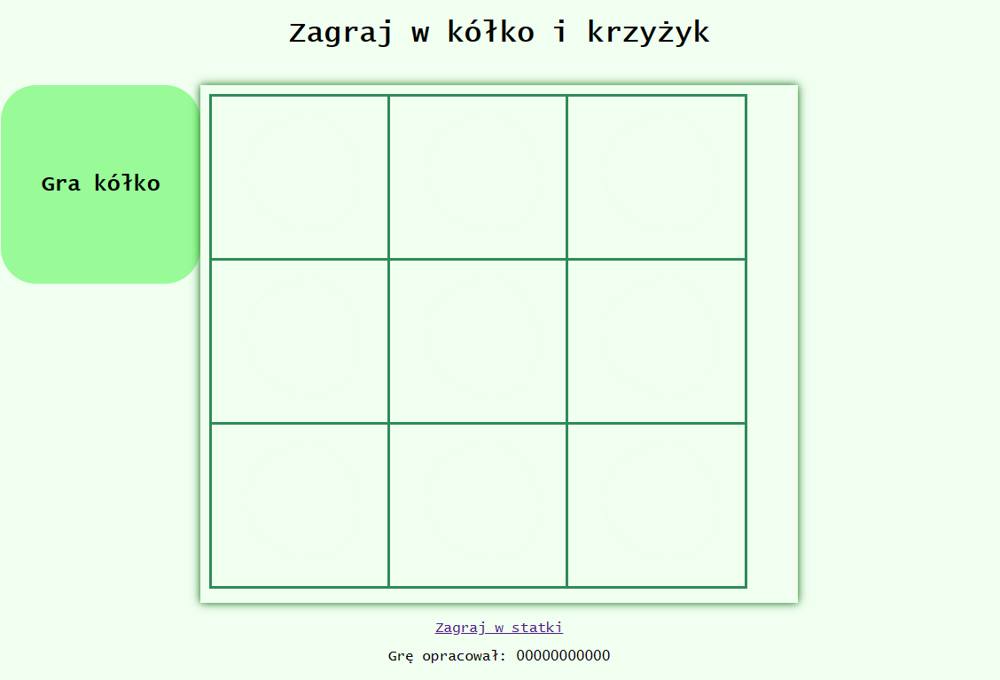 Zagraj w kółko i krzyżyk
Gra kółko
Zagraj w statki
Grę opracował: 00000000000